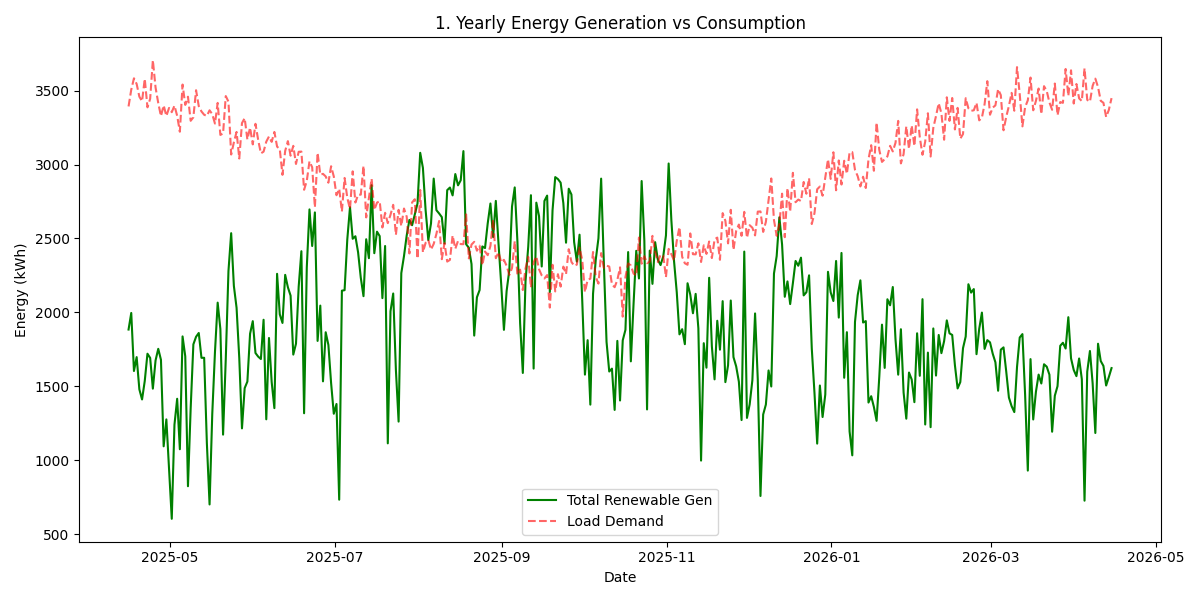 1. Yearly Energy Generation vs Consumption
Energy (kWh)
3500
3000
2500
2000
1500
1000
500
Total Renewable Gen
Load Demand
2025-05
2025-07
2025-09
2025-11
2026-01
2026-03
2026-05
Date